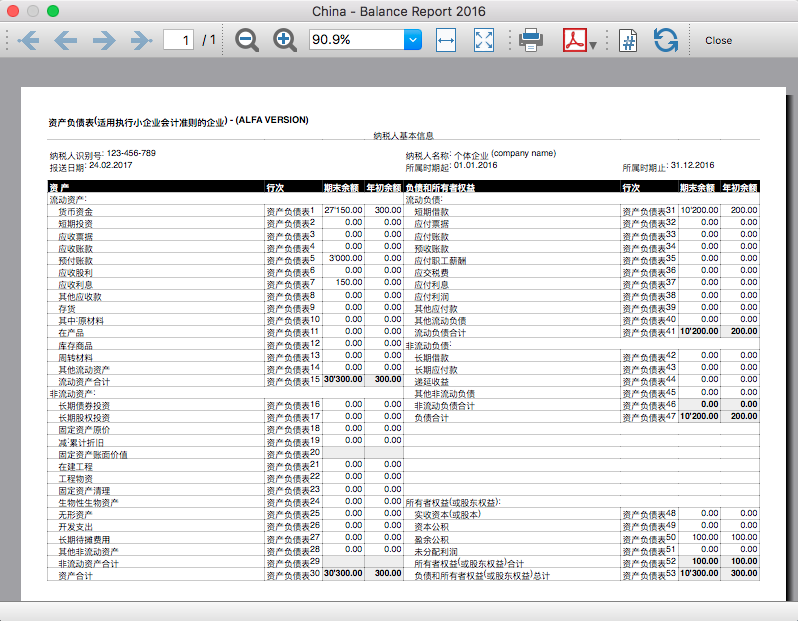 China - Balance Report 2016
1 / 1 90.9% Close
资产负债表(适用执行小企业会计准则的企业) - (ALFA VERSION)
纳税人基本信息
纳税人识别号: 123-456-789 纳税人名称: 个体企业 (company name)
报送日期: 24.02.2017 所属时期起: 01.01.2016 所属时期止: 31.12.2016
资 产 行次 期末余额 年初余额 负债和所有者权益 行次 期末余额 年初余额
流动资产: 流动负债:
货币资金 资产负债表1 27'150.00 300.00 短期借款 资产负债表31 10'200.00 200.00
短期投资 资产负债表2 0.00 0.00 应付票据 资产负债表32 0.00 0.00
应收票据 资产负债表3 0.00 0.00 应付账款 资产负债表33 0.00 0.00
应收账款 资产负债表4 0.00 0.00 预收账款 资产负债表34 0.00 0.00
预付账款 资产负债表5 3'000.00 0.00 应付职工薪酬 资产负债表35 0.00 0.00
应收股利 资产负债表6 0.00 0.00 应交税费 资产负债表36 0.00 0.00
应收利息 资产负债表7 150.00 0.00 应付利息 资产负债表37 0.00 0.00
其他应收款 资产负债表8 0.00 0.00 应付利润 资产负债表38 0.00 0.00
存货 资产负债表9 0.00 0.00 其他应付款 资产负债表39 0.00 0.00
其中:原材料 资产负债表10 0.00 0.00 其他流动负债 资产负债表40 0.00 0.00
在产品 资产负债表11 0.00 0.00 流动负债合计 资产负债表41 10'200.00 200.00
库存商品 资产负债表12 0.00 0.00 非流动负债:
周转材料 资产负债表13 0.00 0.00 长期借款 资产负债表42 0.00 0.00
其他流动资产 资产负债表14 0.00 0.00 长期应付款 资产负债表43 0.00 0.00
流动资产合计 资产负债表15 30'300.00 300.00 递延收益 资产负债表44 0.00 0.00
非流动资产: 其他非流动负债 资产负债表45 0.00 0.00
长期债券投资 资产负债表16 0.00 0.00 非流动负债合计 资产负债表46 0.00 0.00
长期股权投资 资产负债表17 0.00 0.00 负债合计 资产负债表47 10'200.00 200.00
固定资产原价 资产负债表18 0.00 0.00
减:累计折旧 资产负债表19 0.00 0.00
固定资产账面价值 资产负债表20
在建工程 资产负债表21 0.00 0.00
工程物资 资产负债表22 0.00 0.00
固定资产清理 资产负债表23 0.00 0.00
生物性生物资产 资产负债表24 0.00 0.00 所有者权益(或股东权益):
无形资产 资产负债表25 0.00 0.00 实收资本(或股本) 资产负债表48 0.00 0.00
开发支出 资产负债表26 0.00 0.00 资本公积 资产负债表49 0.00 0.00
长期待摊费用 资产负债表27 0.00 0.00 盈余公积 资产负债表50 100.00 100.00
其他非流动资产 资产负债表28 0.00 0.00 未分配利润 资产负债表51 0.00 0.00
非流动资产合计 资产负债表29 所有者权益(或股东权益)合计 资产负债表52 100.00 100.00
资产合计 资产负债表30 30'300.00 300.00 负债和所有者权益(或股东权益)总计 资产负债表53 10'300.00 300.00